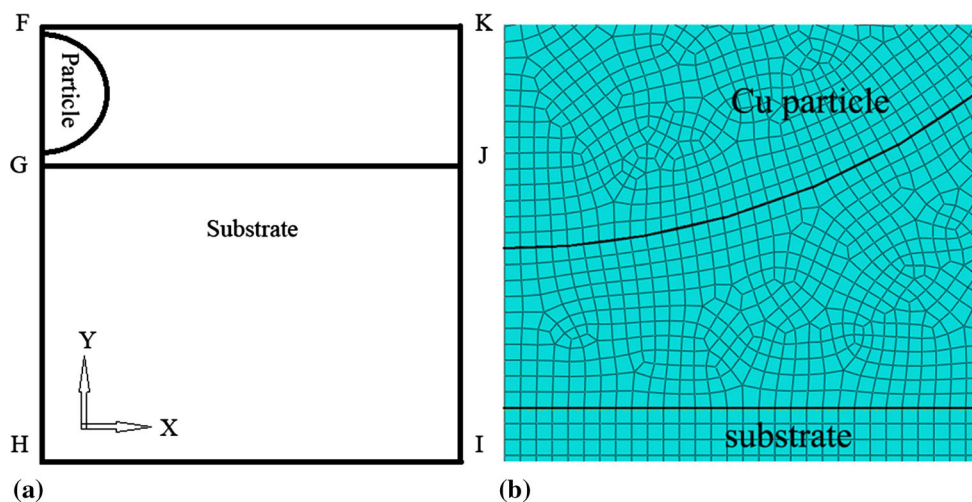 F
K
Particle
Cu particle
G
J
Substrate
Y
X
H
I
substrate
(a)
(b)